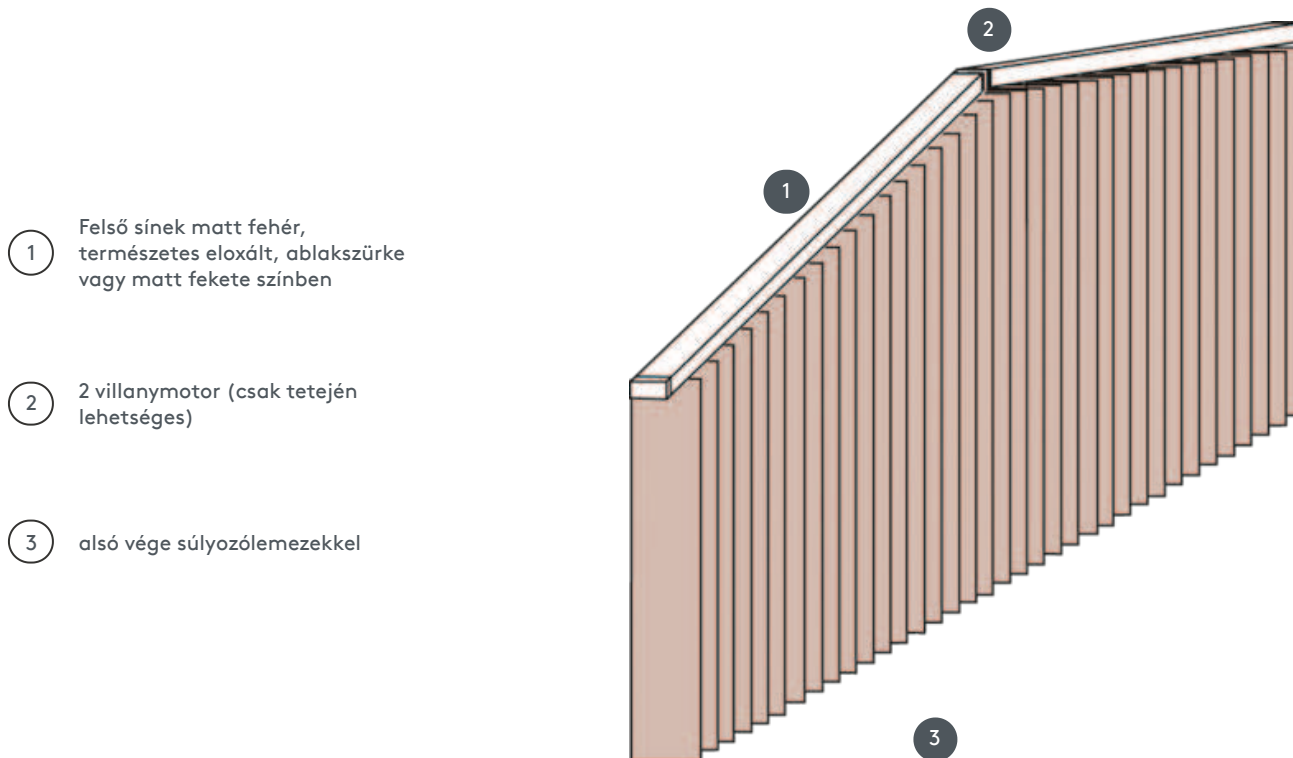 1
Felső sínek matt fehér,
természetes eloxált, ablakszürke
vagy matt fekete színben
2
2 villanymotor (csak tetején
lehetséges)
3
alsó vége súlyozólemezekkel
2
1
3